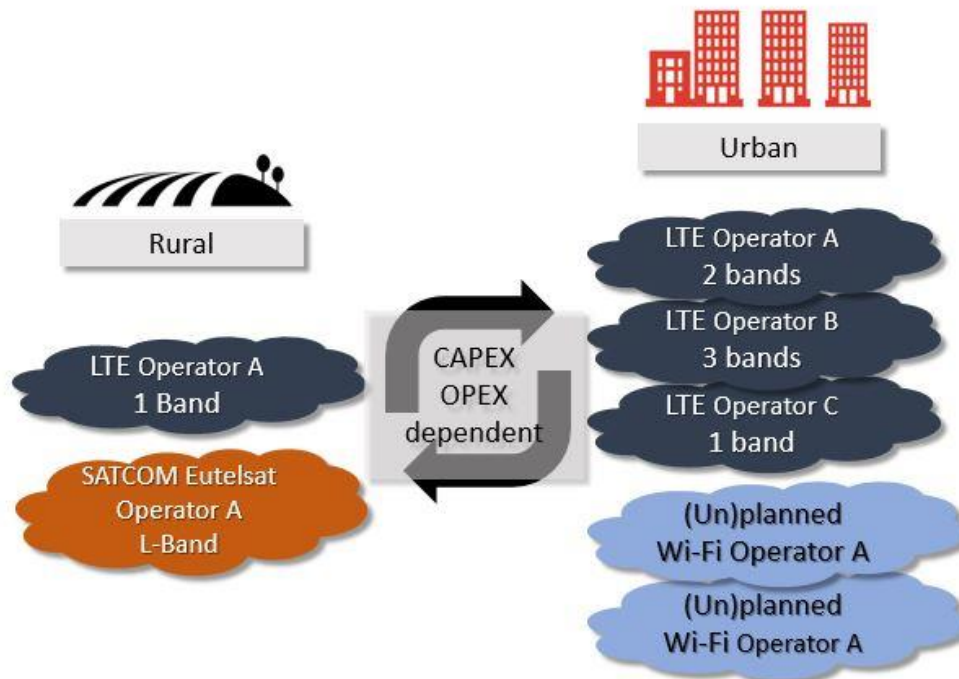 Rural
LTE Operator A
1 Band
SATCOM Eutelsat
Operator A
L-Band
CAPEX
OPEX
dependent
Urban
LTE Operator A
2 bands
LTE Operator B
3 bands
LTE Operator C
1 band
(Un)planned
Wi-Fi Operator A
(Un)planned
Wi-Fi Operator A